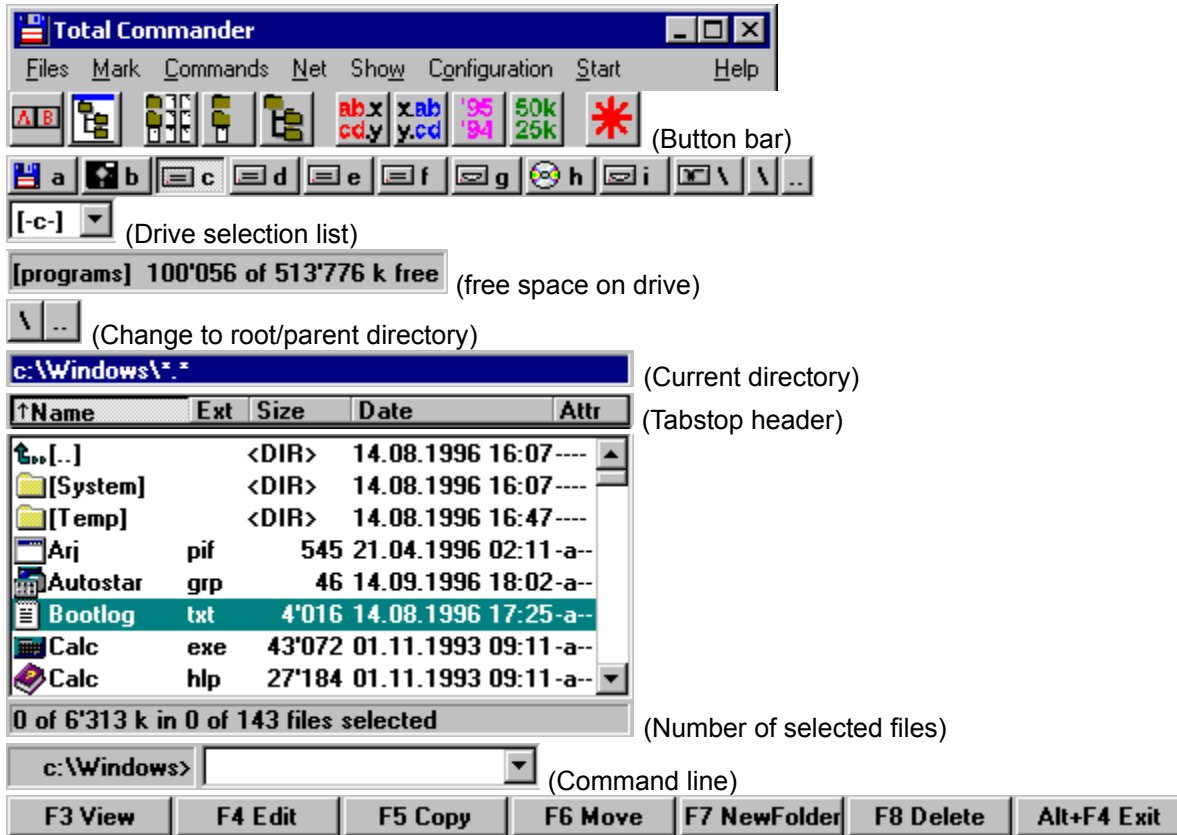 Total Commander
Files Mark Commands Net Show Configuration Start Help
A B ab.x cd.y x.ab y.cd '95 '94 50k 25k (Button bar)
a b c d e f g h i \ \ ..
[-c-] (Drive selection list)
[programs] 100'056 of 513'776 k free (free space on drive)
\ .. (Change to root/parent directory)
c:\Windows\*.* (Current directory)
↑Name Ext Size Date Attr (Tabstop header)
[..] <DIR> 14.08.1996 16:07 ----
[System] <DIR> 14.08.1996 16:07 ----
[Temp] <DIR> 14.08.1996 16:47 ----
Arj pif 545 21.04.1996 02:11 -a--
Autostar grp 46 14.09.1996 18:02 -a--
Bootlog txt 4'016 14.08.1996 17:25 -a--
Calc exe 43'072 01.11.1993 09:11 -a--
Calc hlp 27'184 01.11.1993 09:11 -a--
0 of 6'313 k in 0 of 143 files selected (Number of selected files)
c:\Windows> (Command line)
F3 View F4 Edit F5 Copy F6 Move F7 NewFolder F8 Delete Alt+F4 Exit